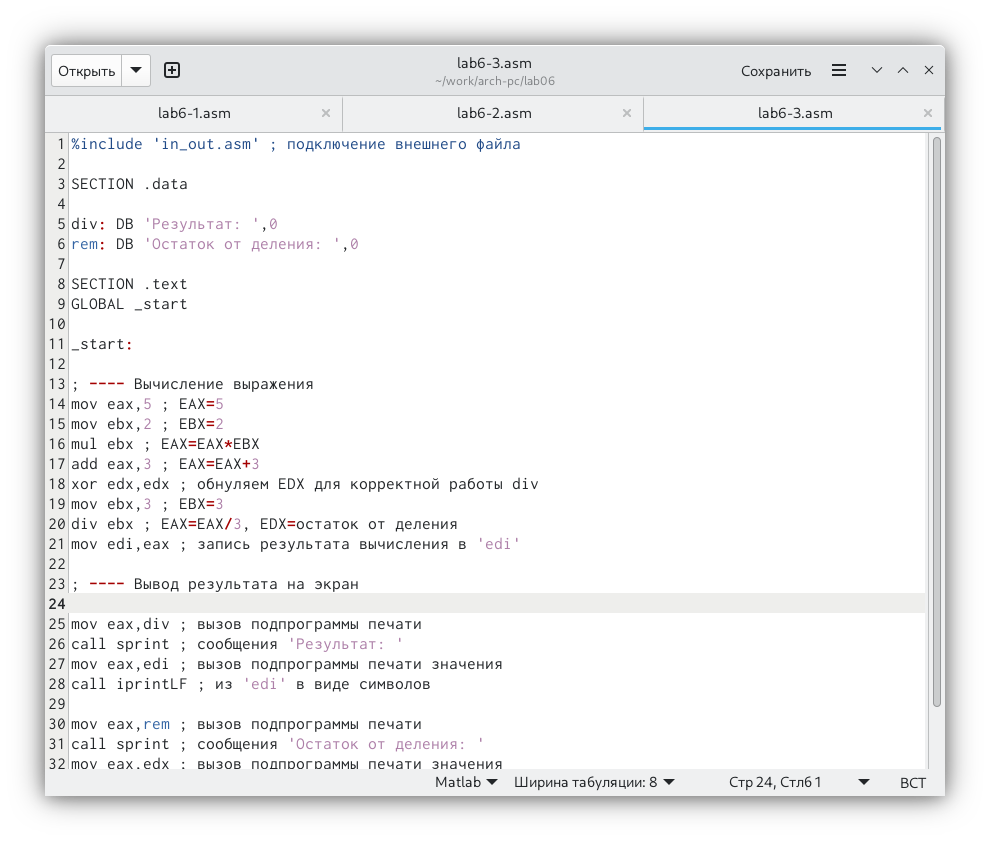 Открыть
lab6-3.asm
~/work/arch-pc/lab06
Сохранить
lab6-1.asm
lab6-2.asm
lab6-3.asm
1 %include 'in_out.asm' ; подключение внешнего файла
2
3 SECTION .data
4
5 div: DB 'Результат: ',0
6 rem: DB 'Остаток от деления: ',0
7
8 SECTION .text
9 GLOBAL _start
10
11 _start:
12
13 ; ---- Вычисление выражения
14 mov eax,5 ; EAX=5
15 mov ebx,2 ; EBX=2
16 mul ebx ; EAX=EAX*EBX
17 add eax,3 ; EAX=EAX+3
18 xor edx,edx ; обнуляем EDX для корректной работы div
19 mov ebx,3 ; EBX=3
20 div ebx ; EAX=EAX/3, EDX=остаток от деления
21 mov edi,eax ; запись результата вычисления в 'edi'
22
23 ; ---- Вывод результата на экран
24
25 mov eax,div ; вызов подпрограммы печати
26 call sprint ; сообщения 'Результат: '
27 mov eax,edi ; вызов подпрограммы печати значения
28 call iprintLF ; из 'edi' в виде символов
29
30 mov eax,rem ; вызов подпрограммы печати
31 call sprint ; сообщения 'Остаток от деления: '
32 mov eax,edx ; вызов подпрограммы печати значения
Matlab Ширина табуляции: 8 Стр 24, Стлб 1 ВСТ